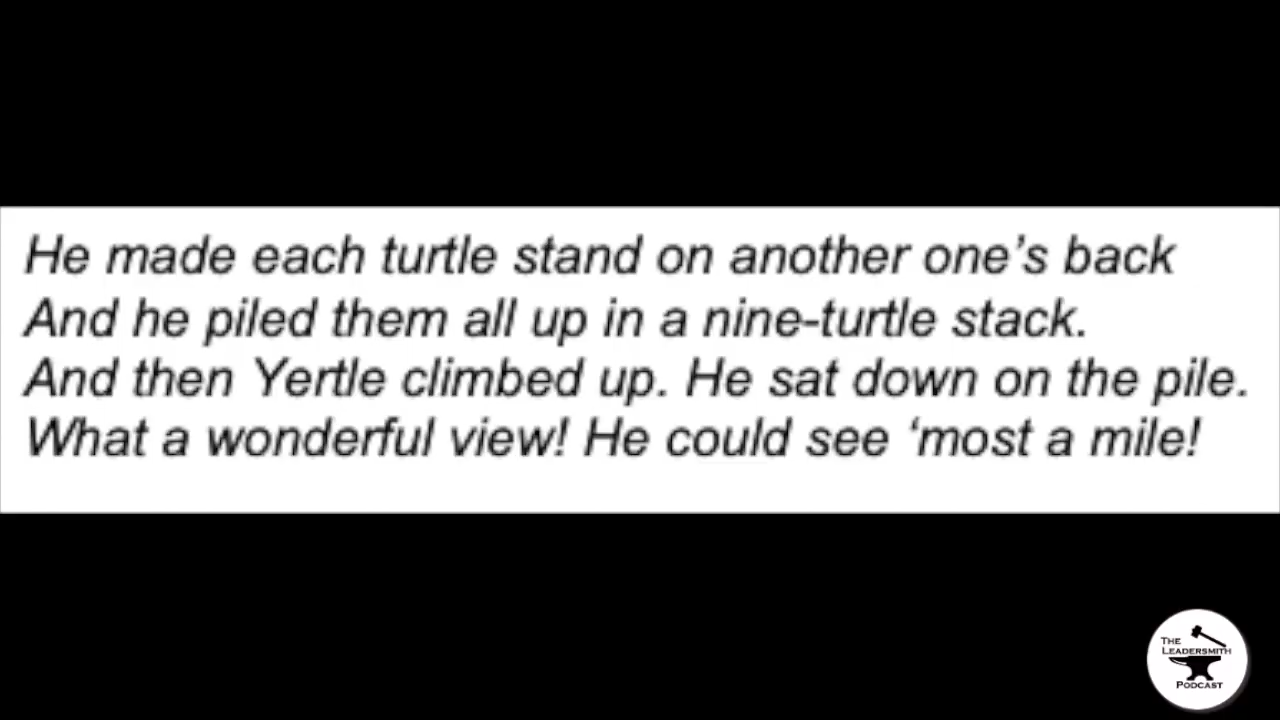 He made each turtle stand on another one’s back
And he piled them all up in a nine-turtle stack.
And then Yertle climbed up. He sat down on the pile.
What a wonderful view! He could see ‘most a mile!
THE
LEADERSMITH
PODCAST